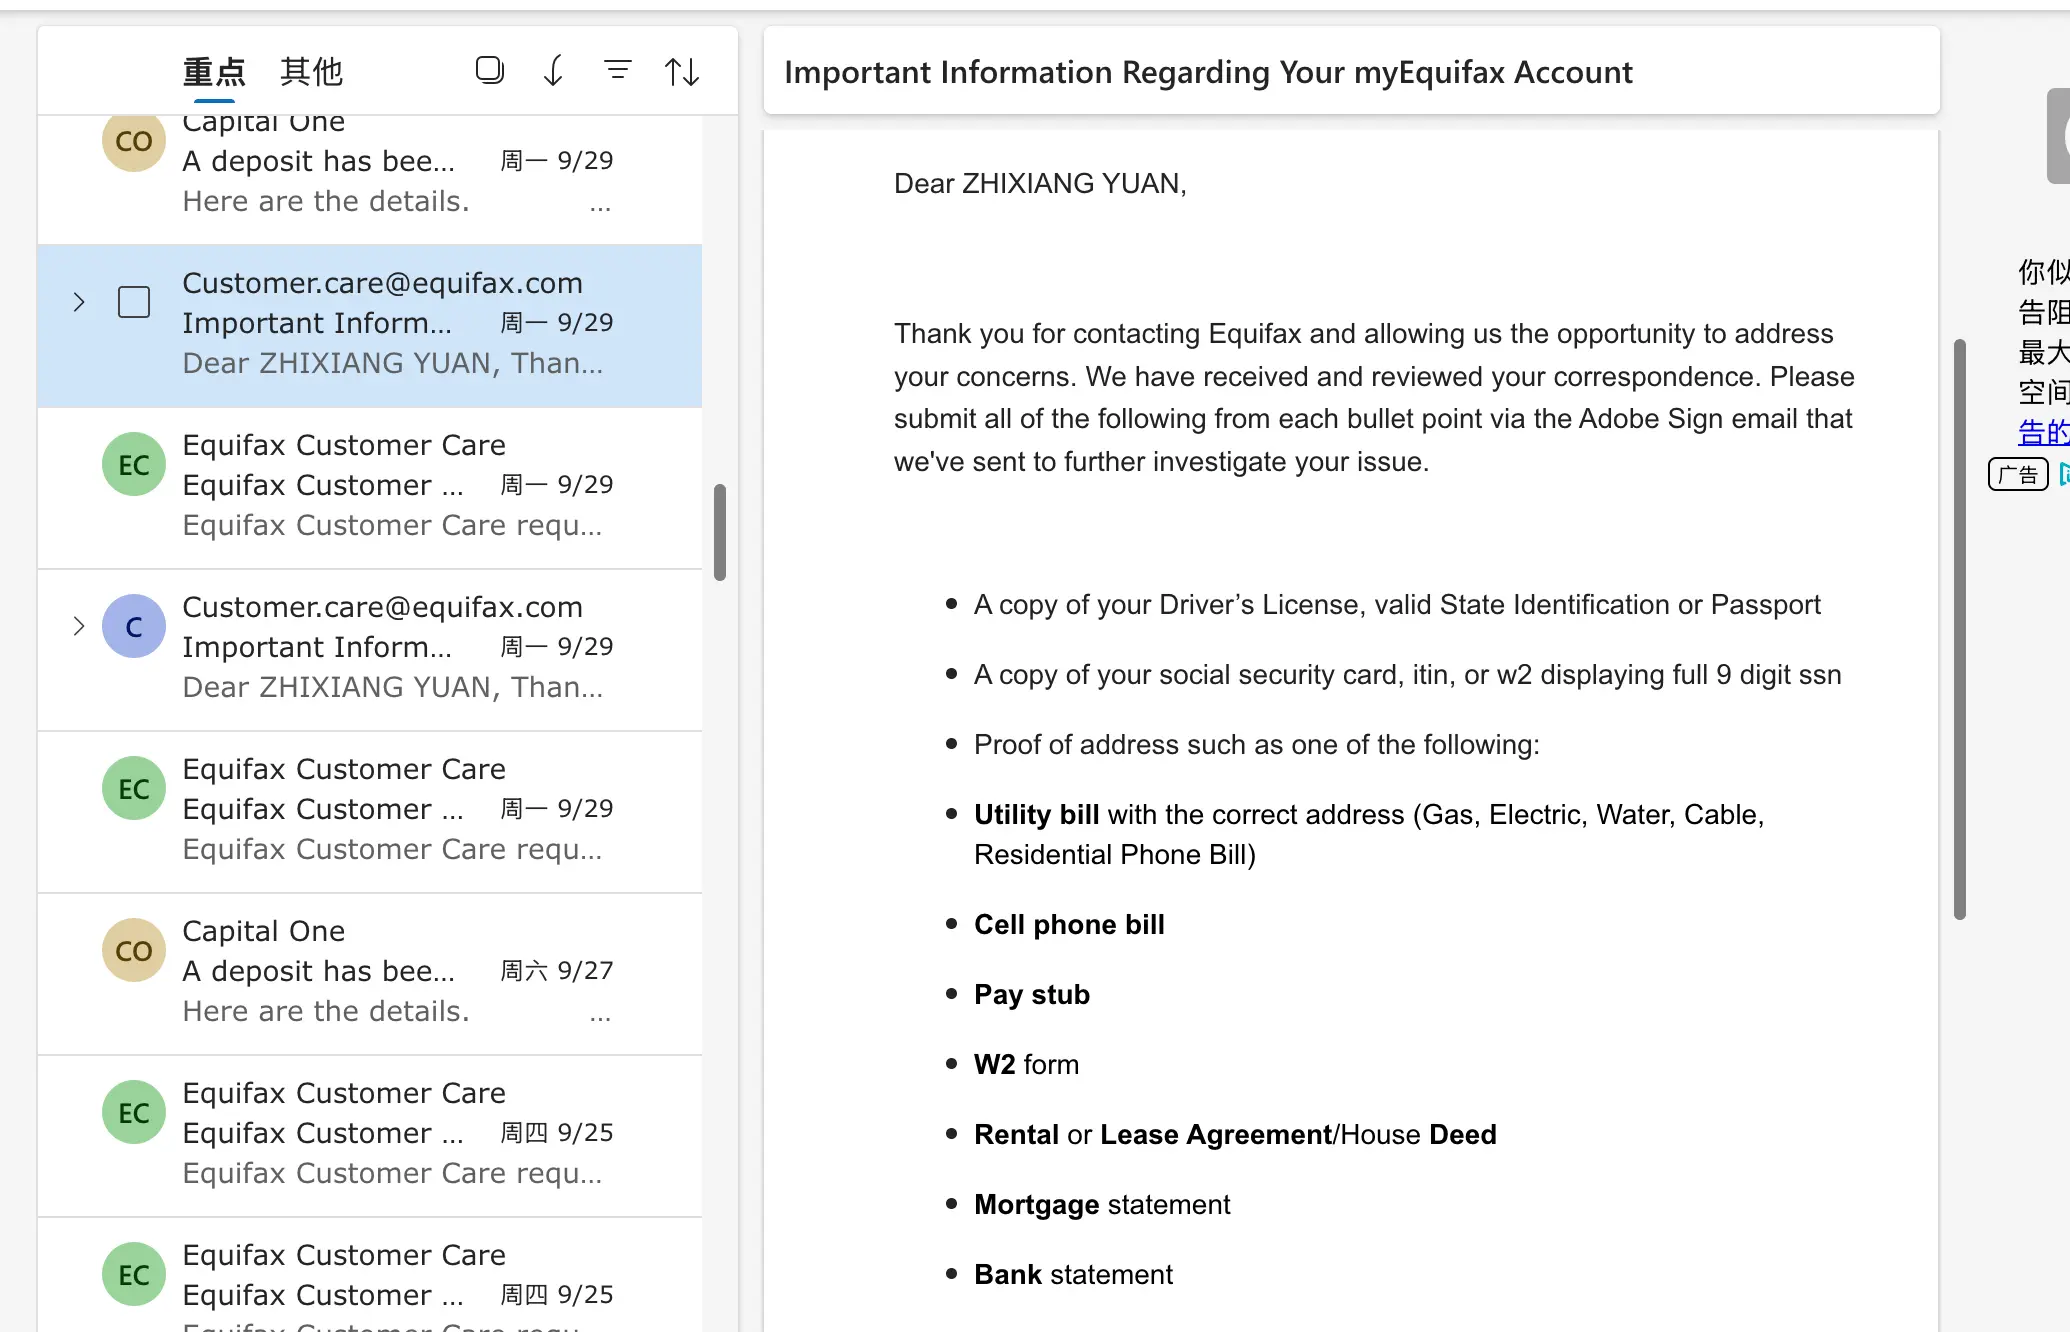 重点 其他
Capital One
CO
A deposit has bee... 周一 9/29
Here are the details. ...
Customer.care@equifax.com
Important Inform... 周一 9/29
Dear ZHIXIANG YUAN, Than...
Equifax Customer Care
EC
Equifax Customer ... 周一 9/29
Equifax Customer Care requ...
Customer.care@equifax.com
C
Important Inform... 周一 9/29
Dear ZHIXIANG YUAN, Than...
Equifax Customer Care
EC
Equifax Customer ... 周一 9/29
Equifax Customer Care requ...
Capital One
CO
A deposit has bee... 周六 9/27
Here are the details. ...
Equifax Customer Care
EC
Equifax Customer ... 周四 9/25
Equifax Customer Care requ...
Equifax Customer Care
EC
Equifax Customer ... 周四 9/25
Equifax Customer Care requ...
Important Information Regarding Your myEquifax Account
Dear ZHIXIANG YUAN,
Thank you for contacting Equifax and allowing us the opportunity to address
your concerns. We have received and reviewed your correspondence. Please
submit all of the following from each bullet point via the Adobe Sign email that
we've sent to further investigate your issue.
• A copy of your Driver’s License, valid State Identification or Passport
• A copy of your social security card, itin, or w2 displaying full 9 digit ssn
• Proof of address such as one of the following:
• Utility bill with the correct address (Gas, Electric, Water, Cable,
Residential Phone Bill)
• Cell phone bill
• Pay stub
• W2 form
• Rental or Lease Agreement/House Deed
• Mortgage statement
• Bank statement
你似
告阻
最大
空间
告的
广告